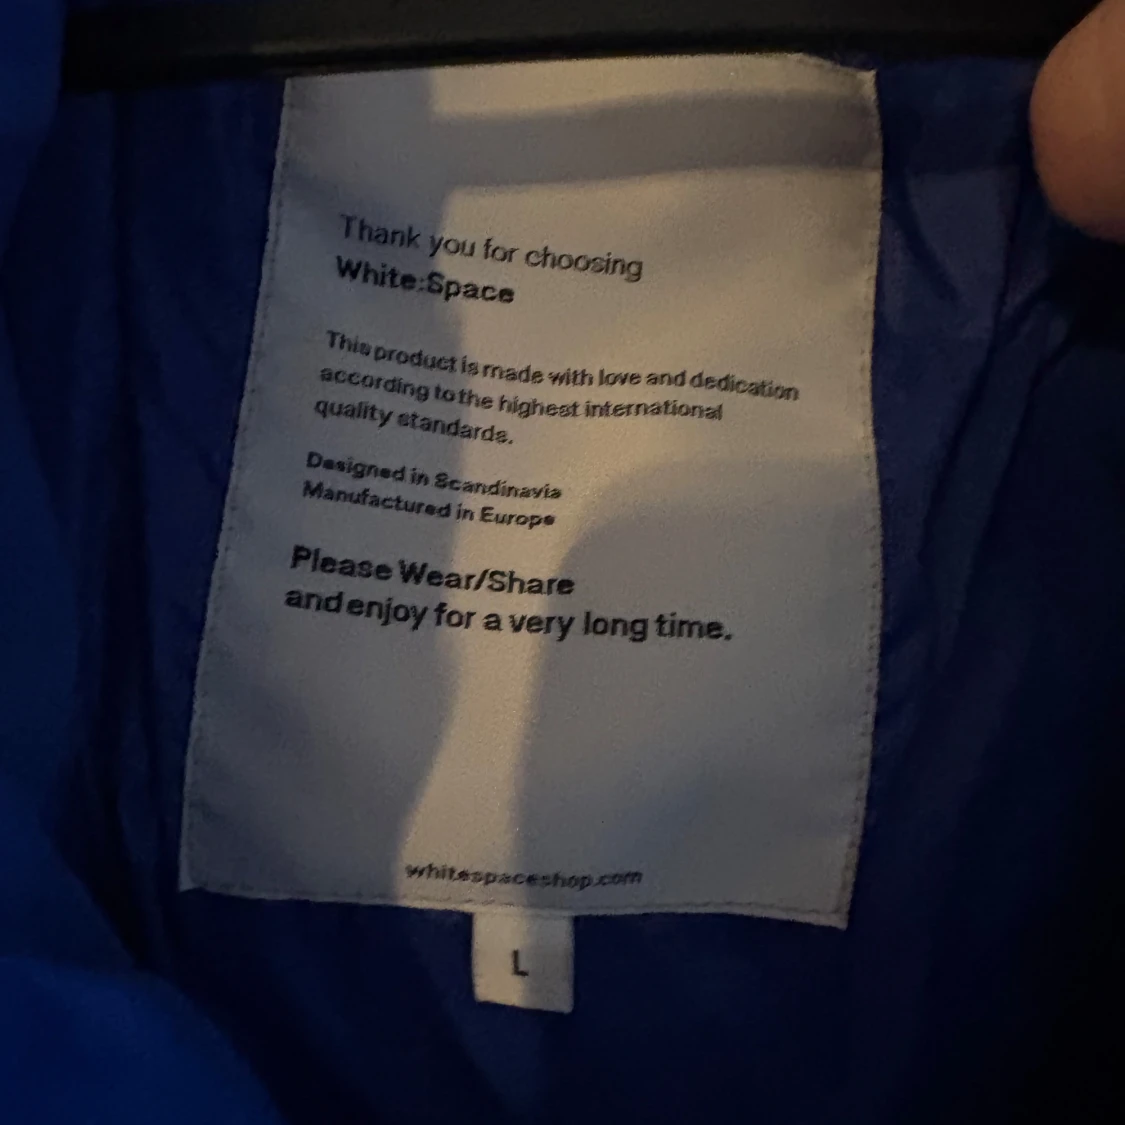 Thank you for choosing
White:Space
This product is made with love and dedication
according to the highest international
quality standards.
Designed in Scandinavia
Manufactured in Europe
Please Wear/Share
and enjoy for a very long time.
whitespaceshop.com
L